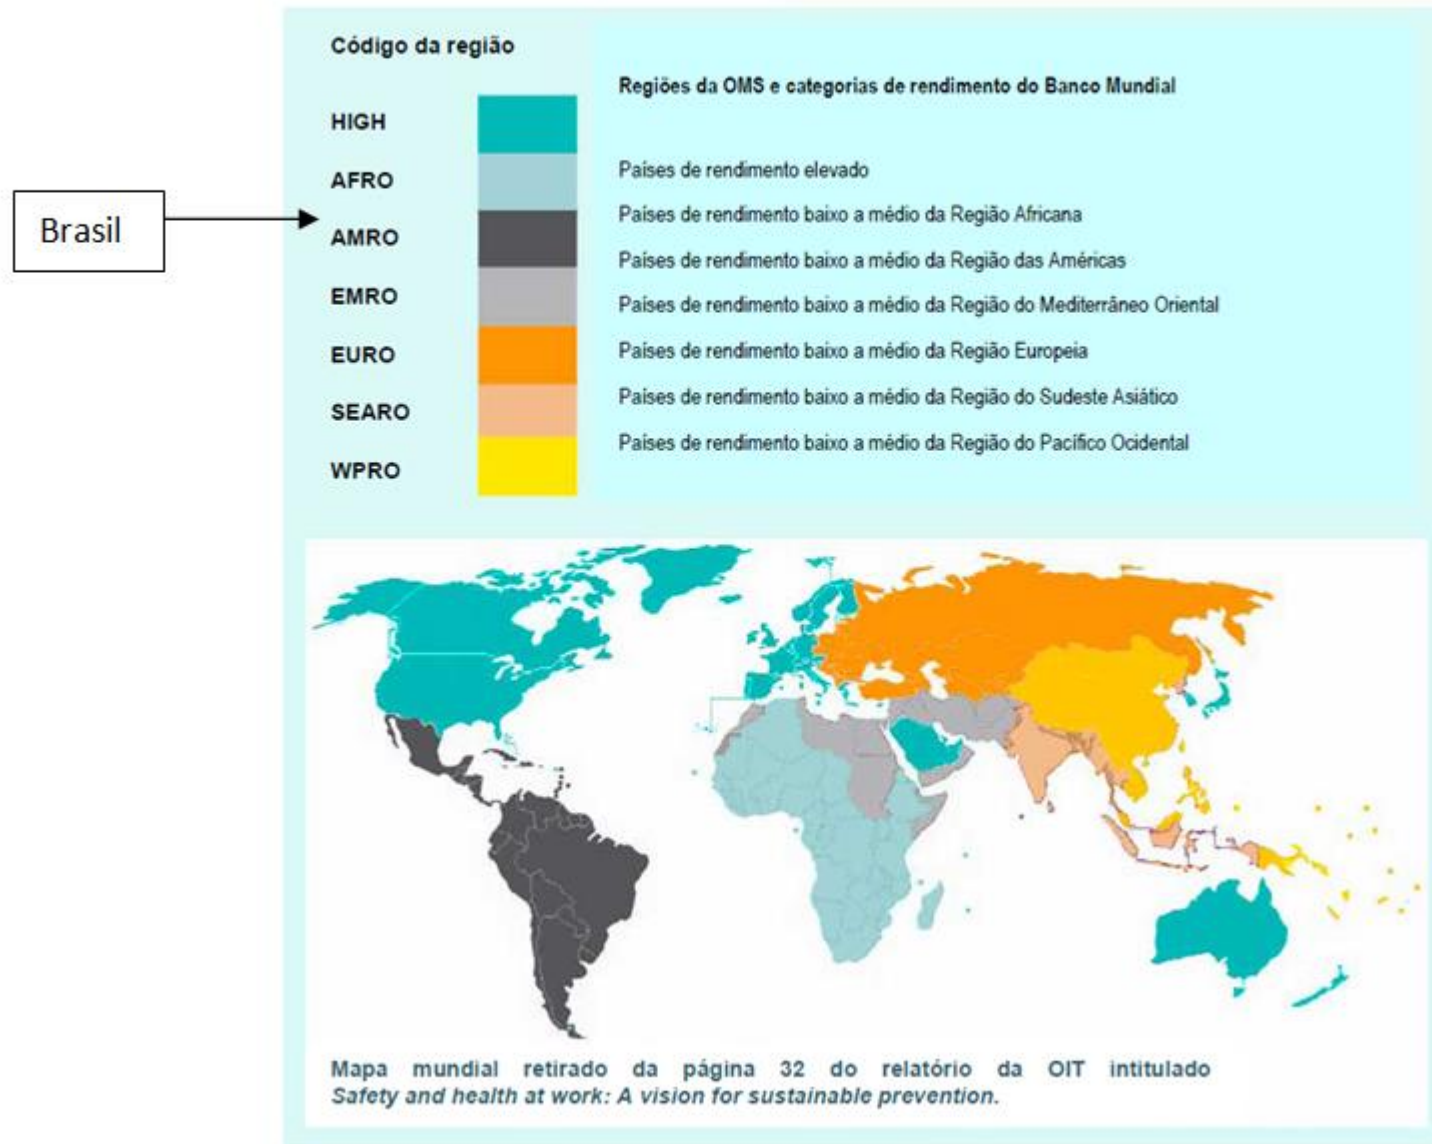 Código da região
Regiões da OMS e categorias de rendimento do Banco Mundial
HIGH
Países de rendimento elevado
AFRO
Países de rendimento baixo a médio da Região Africana
Brasil
AMRO
Países de rendimento baixo a médio da Região das Américas
EMRO
Países de rendimento baixo a médio da Região do Mediterrâneo Oriental
EURO
Países de rendimento baixo a médio da Região Europeia
SEARO
Países de rendimento baixo a médio da Região do Sudeste Asiático
WPRO
Países de rendimento baixo a médio da Região do Pacífico Ocidental
Mapa mundial retirado da página 32 do relatório da OIT intitulado
Safety and health at work: A vision for sustainable prevention.